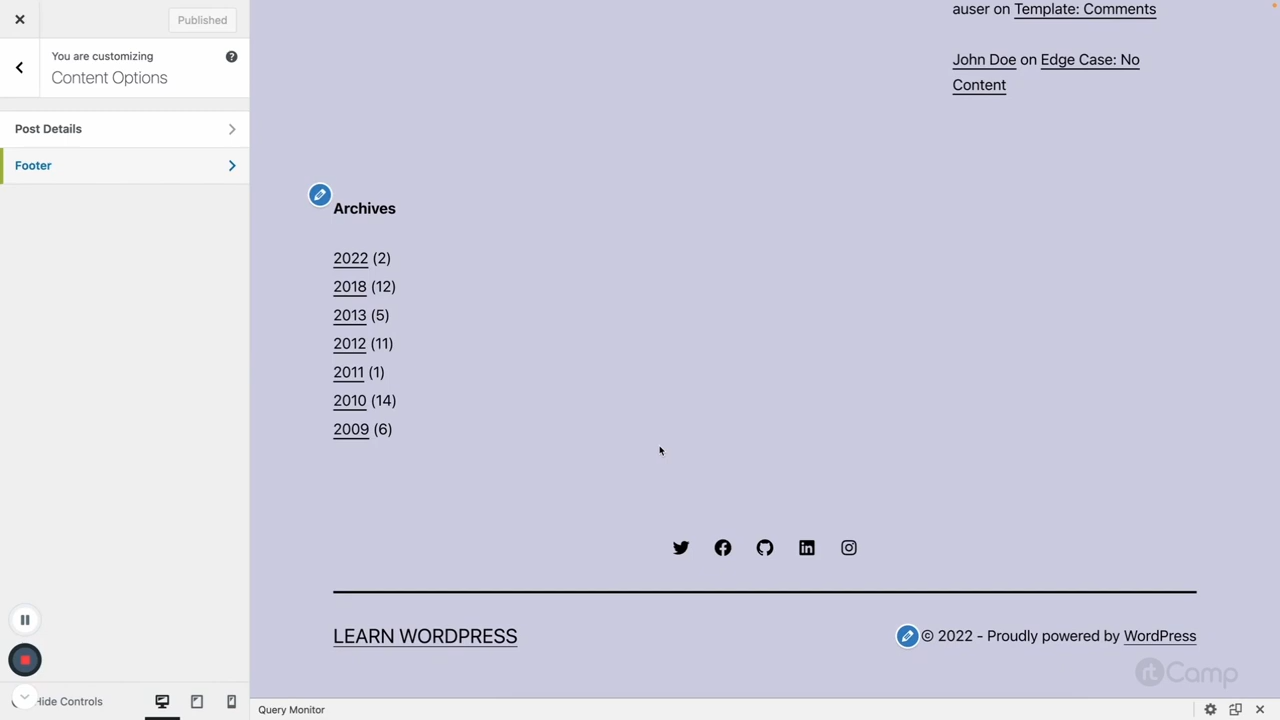 Published
You are customizing
Content Options
Post Details
Footer
Hide Controls
auser on Template: Comments
John Doe on Edge Case: No
Content
Archives
2022 (2)
2018 (12)
2013 (5)
2012 (11)
2011 (1)
2010 (14)
2009 (6)
LEARN WORDPRESS
© 2022 - Proudly powered by WordPress
rtCamp
Query Monitor